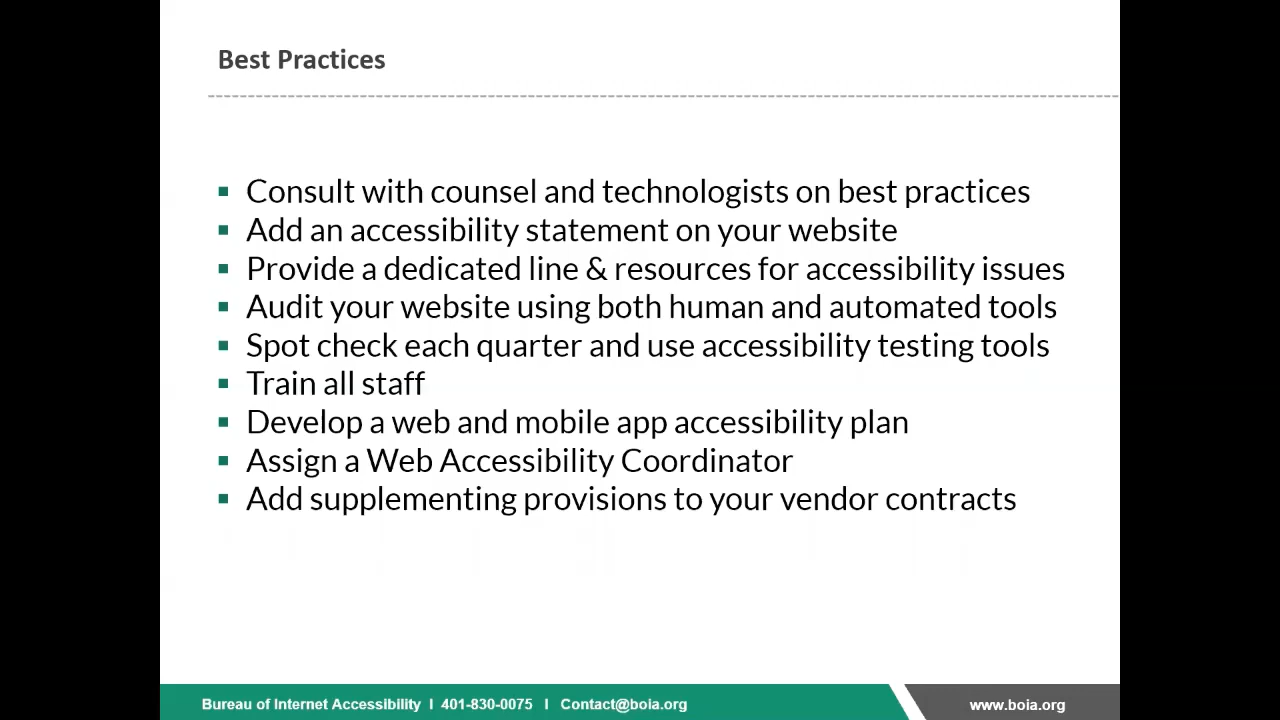 Best Practices
Consult with counsel and technologists on best practices
Add an accessibility statement on your website
Provide a dedicated line & resources for accessibility issues
Audit your website using both human and automated tools
Spot check each quarter and use accessibility testing tools
Train all staff
Develop a web and mobile app accessibility plan
Assign a Web Accessibility Coordinator
Add supplementing provisions to your vendor contracts
Bureau of Internet Accessibility I 401-830-0075 I Contact@boia.org
www.boia.org